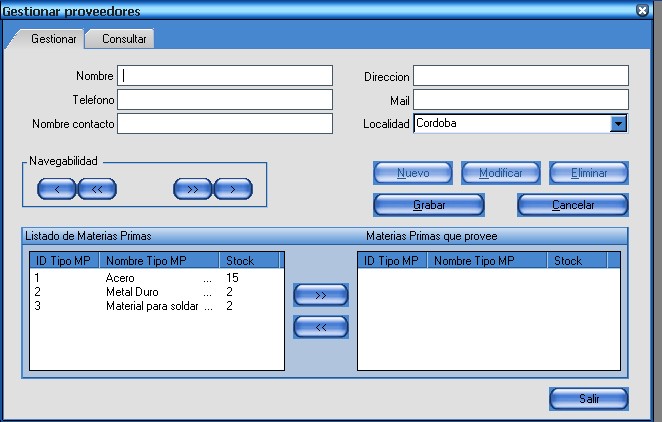 Gestionar proveedores
Gestionar Consultar
Nombre Direccion
Telefono Mail
Nombre contacto Localidad Cordoba
Navegabilidad
< << >> >
Nuevo Modificar Eliminar
Grabar Cancelar
Listado de Materias Primas Materias Primas que provee
ID Tipo MP Nombre Tipo MP Stock ID Tipo MP Nombre Tipo MP Stock
1 Acero ... 15
2 Metal Duro ... 2
3 Material para soldar ... 2
>>
<<
Salir